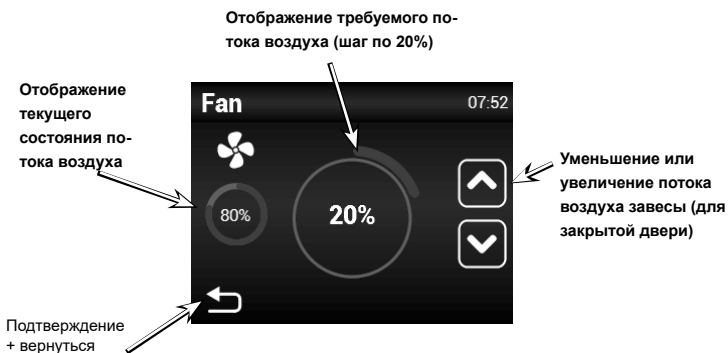 Отображение требуемого по-
тока воздуха (шаг по 20%)
Отображение
текущего
состояния по-
тока воздуха
Fan
07:52
80%
20%
Уменьшение или
увеличение потока
воздуха завесы (для
закрытой двери)
Подтверждение
+ вернуться